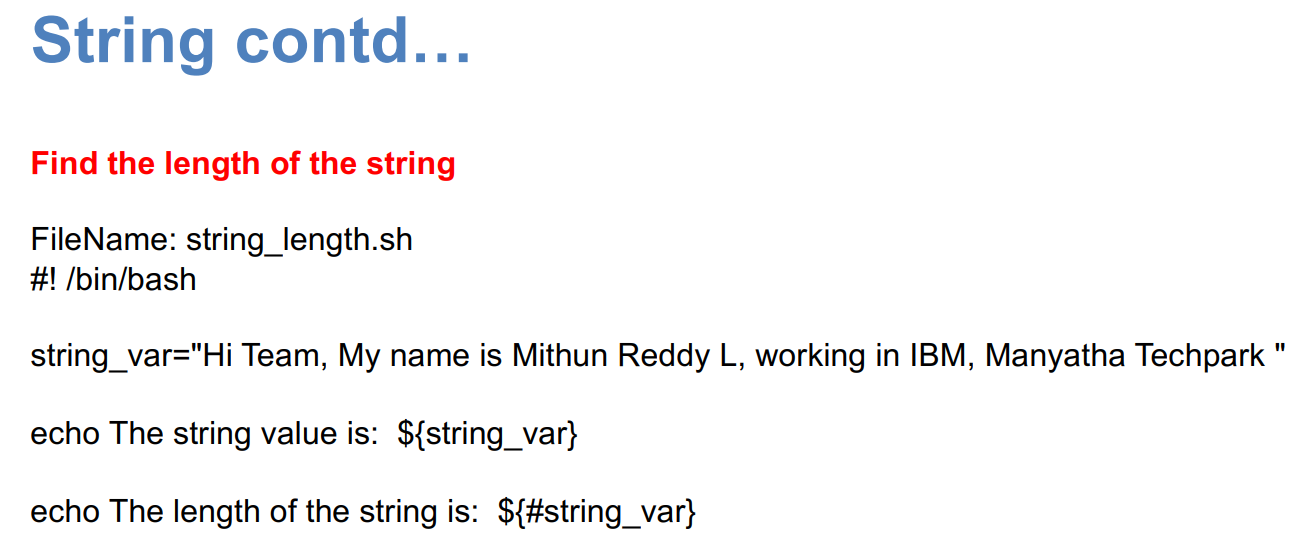 String contd…
Find the length of the string
FileName: string_length.sh
#! /bin/bash
string_var="Hi Team, My name is Mithun Reddy L, working in IBM, Manyatha Techpark "
echo The string value is:  ${string_var}
echo The length of the string is:  ${#string_var}